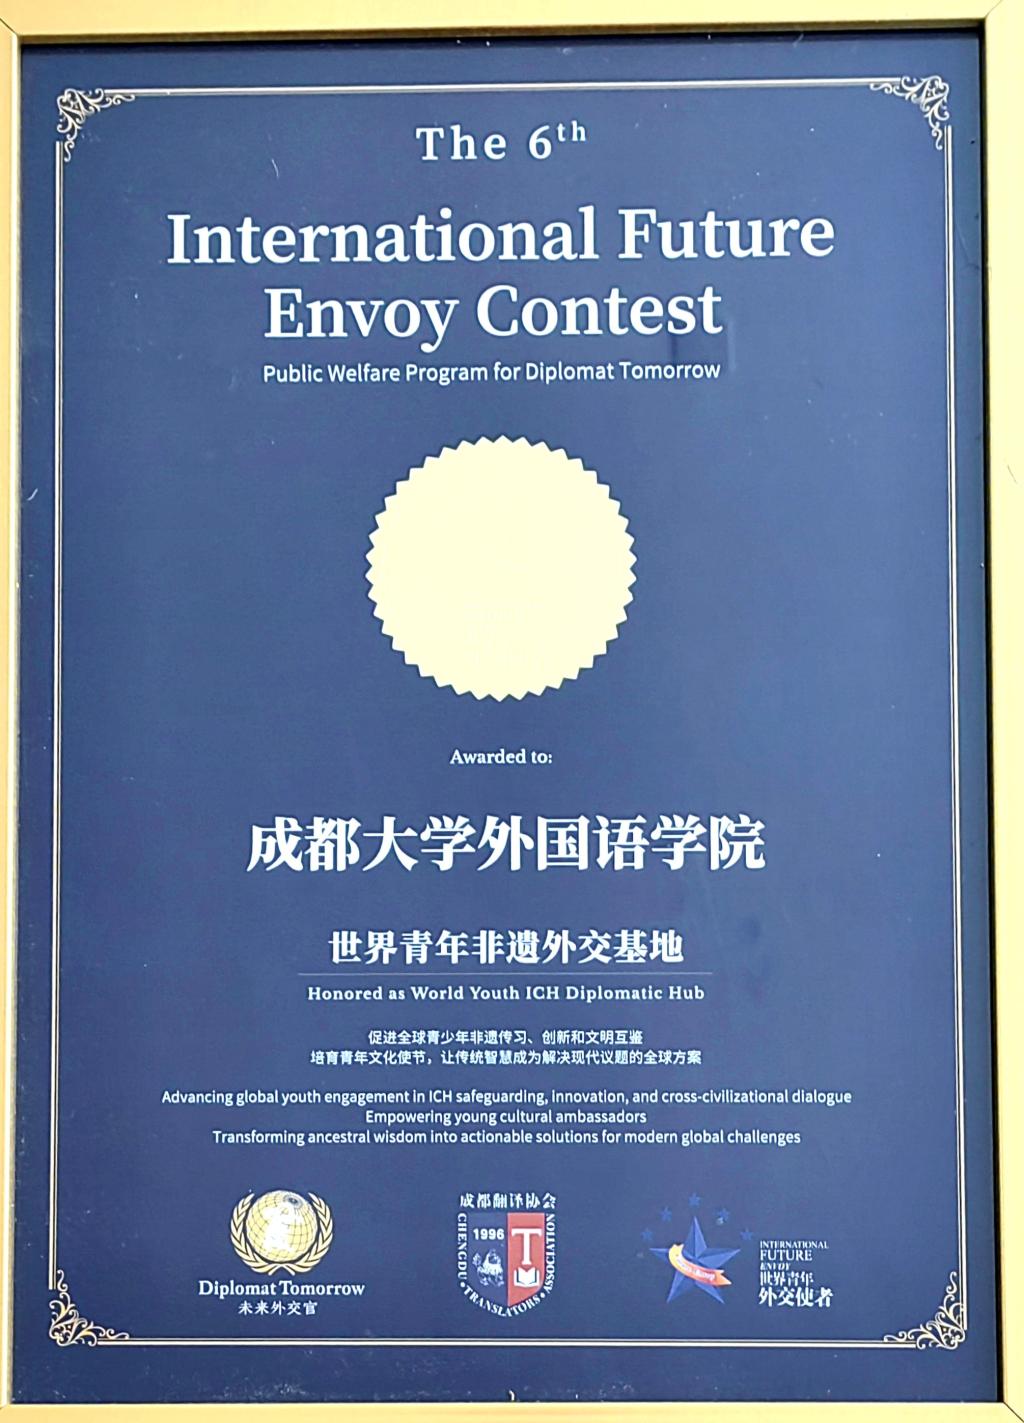 The 6th
International Future
Envoy Contest
Public Welfare Program for Diplomat Tomorrow
Awarded to:
成都大学外国语学院
世界青年非遗外交基地
Honored as World Youth ICH Diplomatic Hub
促进全球青少年非遗传习、创新和文明互鉴
培育青年文化使节，让传统智慧成为解决现代议题的全球方案
Advancing global youth engagement in ICH safeguarding, innovation, and cross-civilizational dialogue
Empowering young cultural ambassadors
Transforming ancestral wisdom into actionable solutions for modern global challenges
Diplomat Tomorrow
未来外交官
成都翻译协会
1996
T
CHENGDU • TRANSLATORS • ASSOCIATION
INTERNATIONAL
FUTURE
ENVOY
世界青年
外交使者